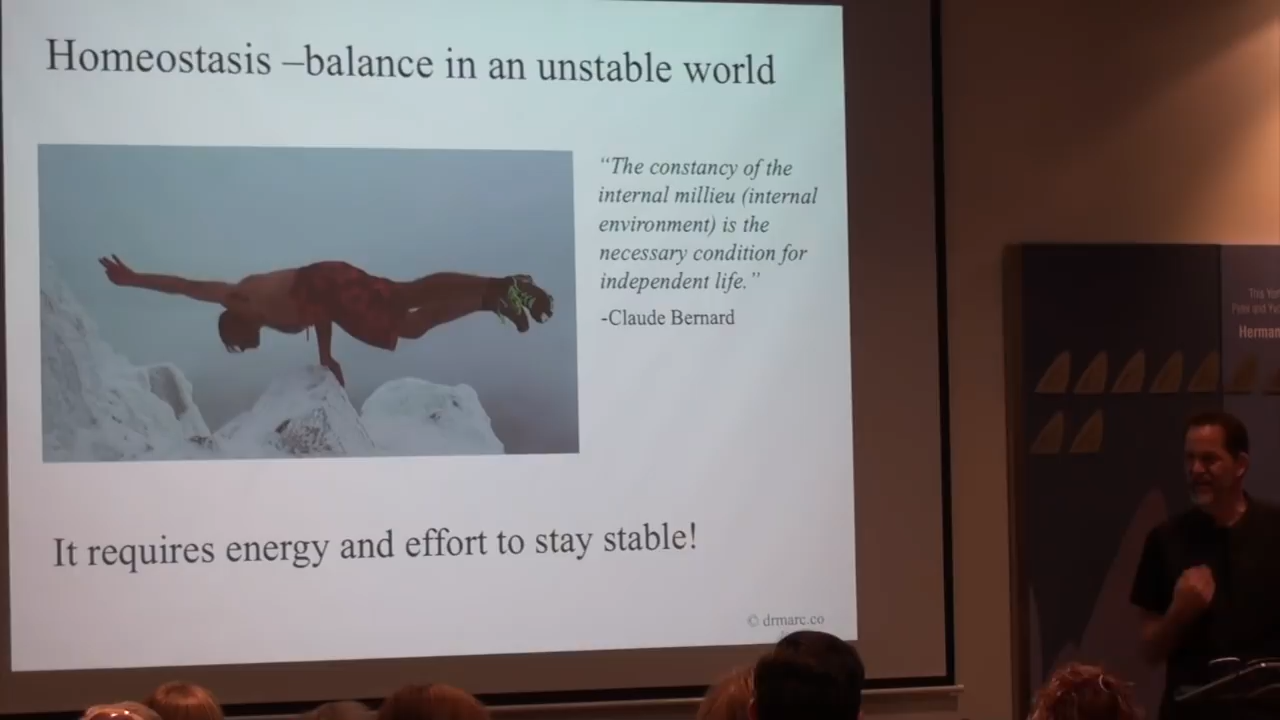 Homeostasis –balance in an unstable world
“The constancy of the
internal millieu (internal
environment) is the
necessary condition for
independent life.”
-Claude Bernard
It requires energy and effort to stay stable!
© drmarc.co
Herman